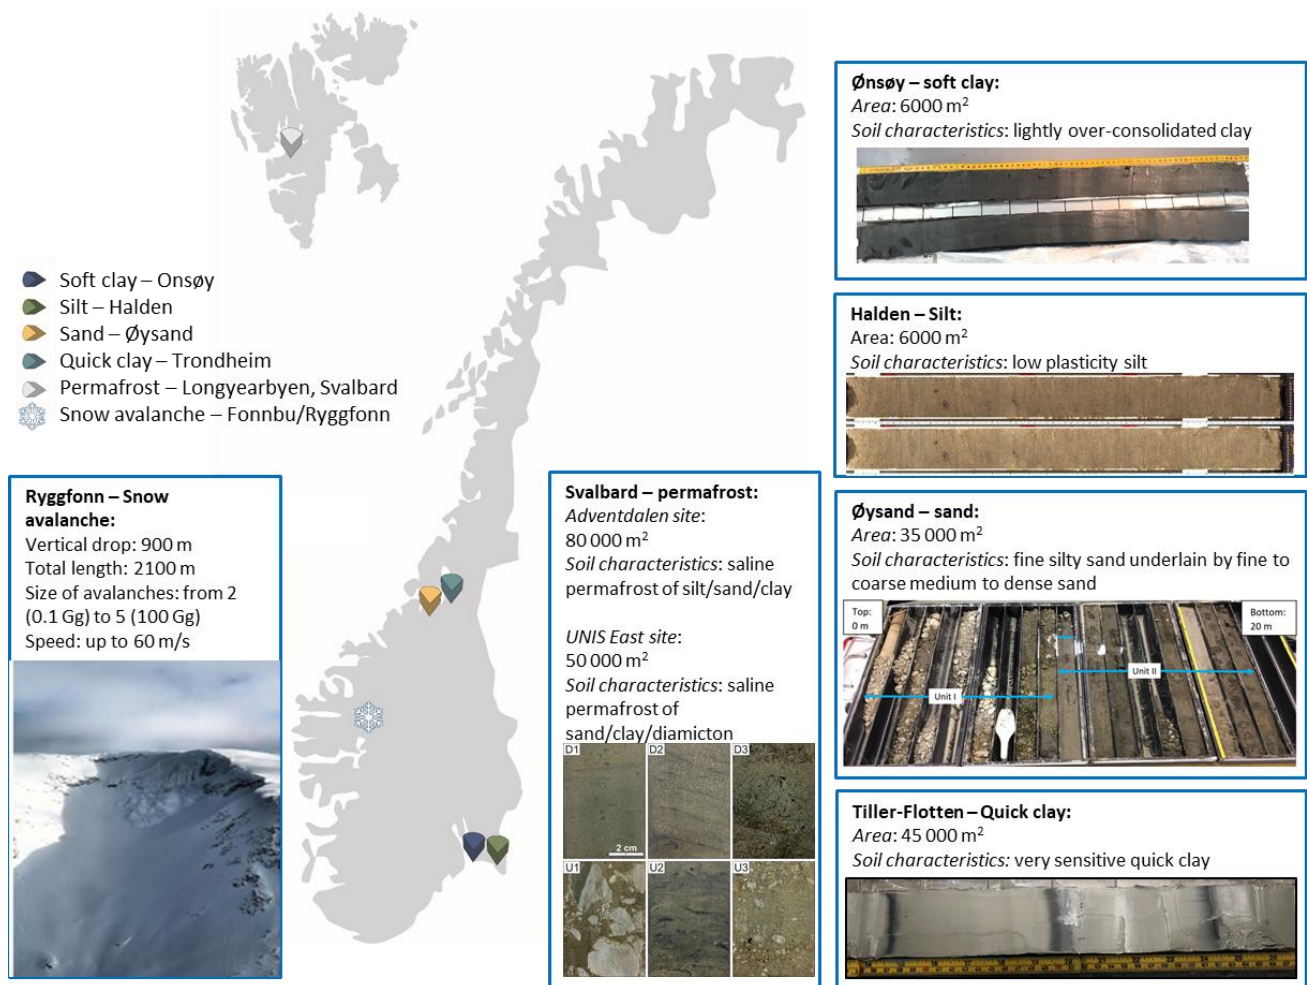 Soft clay – Onsøy
Silt – Halden
Sand – Øysand
Quick clay – Trondheim
Permafrost – Longyearbyen, Svalbard
Snow avalanche – Fonnbu/Ryggfonn
Ryggfonn – Snow
avalanche:
Vertical drop: 900 m
Total length: 2100 m
Size of avalanches: from 2
(0.1 Gg) to 5 (100 Gg)
Speed: up to 60 m/s
Svalbard – permafrost:
Adventdalen site:
80 000 m²
Soil characteristics: saline
permafrost of silt/sand/clay
UNIS East site:
50 000 m²
Soil characteristics: saline
permafrost of
sand/clay/diamicton
D1 D2 D3
2 cm
U1 U2 U3
Ønsøy – soft clay:
Area: 6000 m²
Soil characteristics: lightly over-consolidated clay
Halden – Silt:
Area: 6000 m²
Soil characteristics: low plasticity silt
Øysand – sand:
Area: 35 000 m²
Soil characteristics: fine silty sand underlain by fine to
coarse medium to dense sand
Top:
0 m
Bottom:
20 m
Unit I
Unit II
Tiller-Flotten – Quick clay:
Area: 45 000 m²
Soil characteristics: very sensitive quick clay